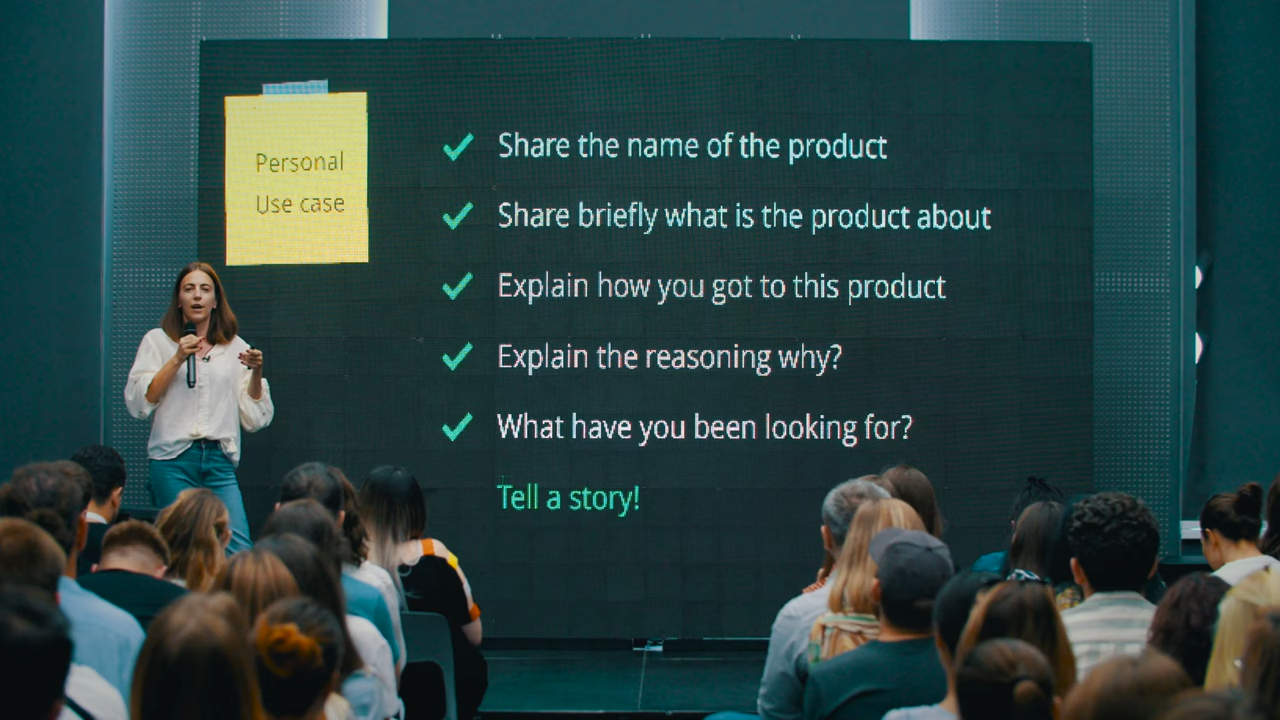 Personal
Use case
Share the name of the product
Share briefly what is the product about
Explain how you got to this product
Explain the reasoning why?
What have you been looking for?
Tell a story!